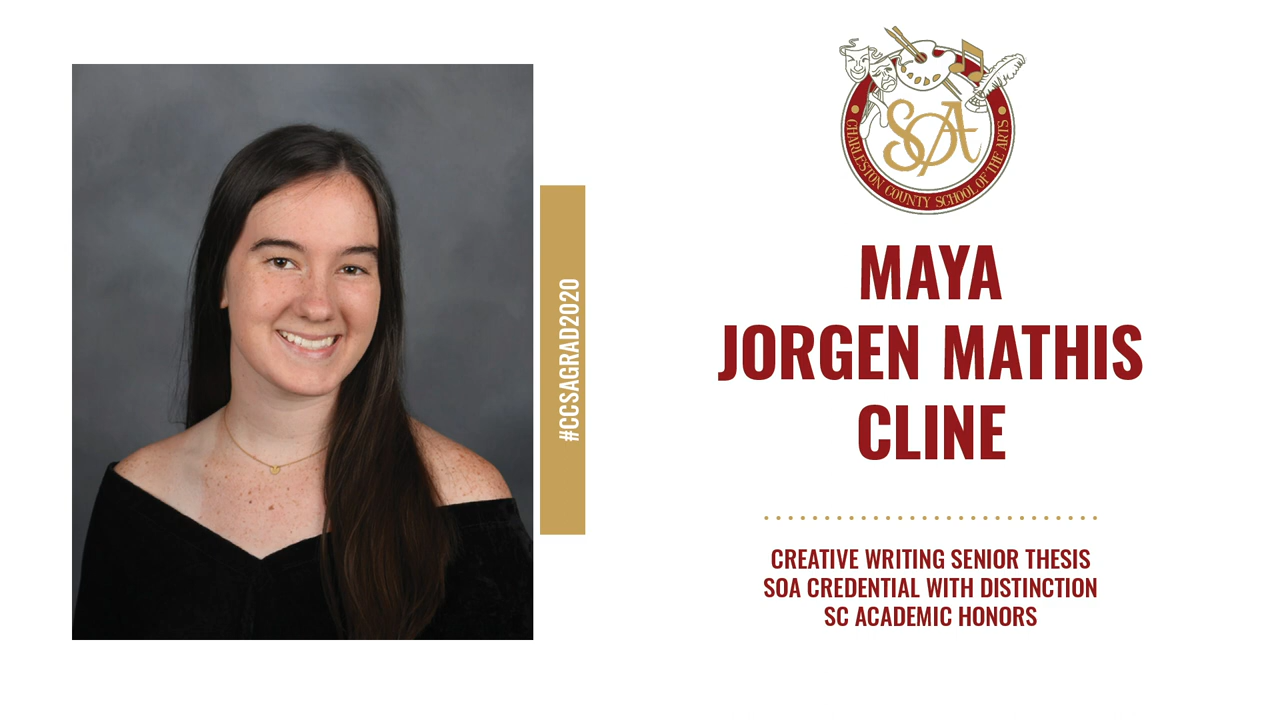 SOA
CHARLESTON COUNTY SCHOOL OF THE ARTS
MAYA
JORGEN MATHIS
CLINE
#CCSAGRAD2020
CREATIVE WRITING SENIOR THESIS
SOA CREDENTIAL WITH DISTINCTION
SC ACADEMIC HONORS